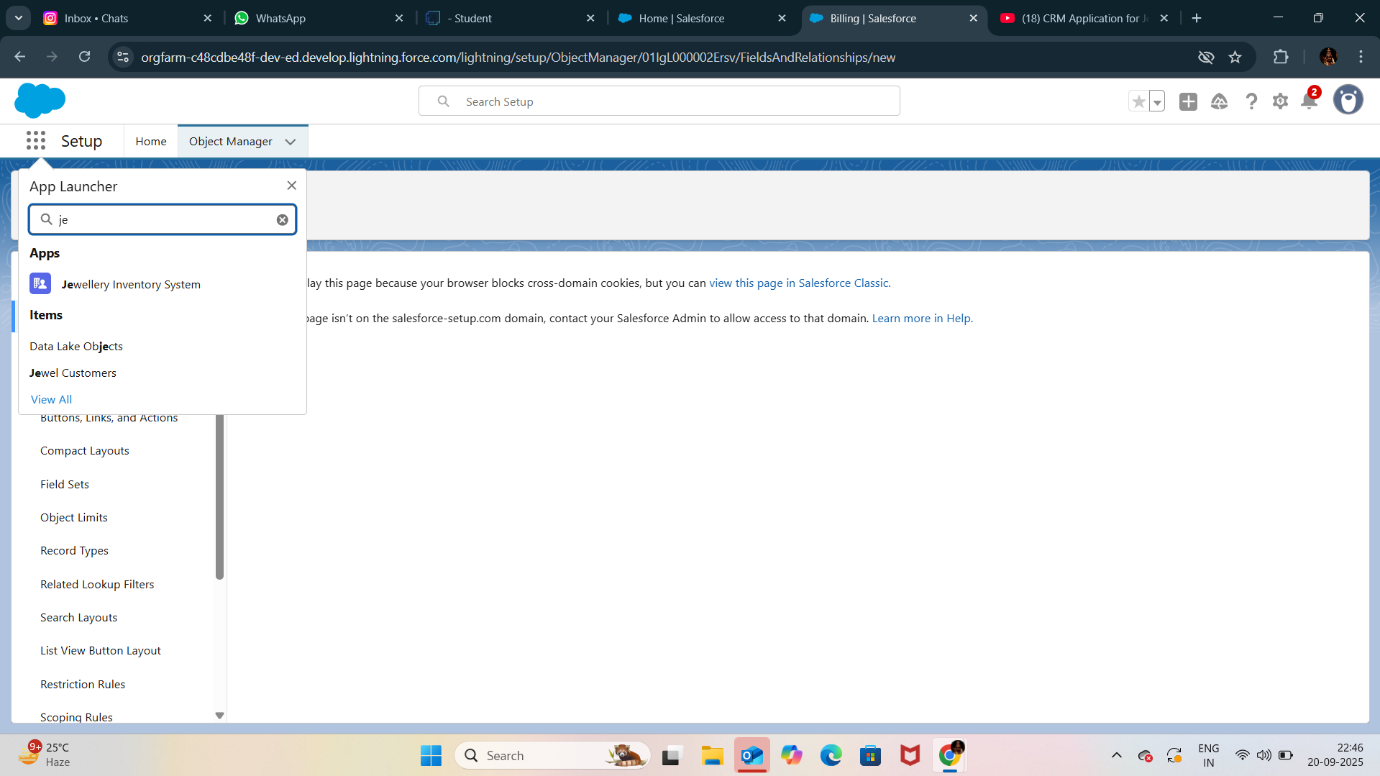 Inbox • Chats
WhatsApp
- Student
Home | Salesforce
Billing | Salesforce
(18) CRM Application for J
orgfarm-c48cdbe48f-dev-ed.develop.lightning.force.com/lightning/setup/ObjectManager/01IgL000002Ersv/FieldsAndRelationships/new
Search Setup
2
Setup
Home
Object Manager
App Launcher
je
Apps
Jewellery Inventory System
Items
Data Lake Objects
Jewel Customers
View All
lay this page because your browser blocks cross-domain cookies, but you can view this page in Salesforce Classic.
page isn't on the salesforce-setup.com domain, contact your Salesforce Admin to allow access to that domain. Learn more in Help.
Buttons, Links, and Actions
Compact Layouts
Field Sets
Object Limits
Record Types
Related Lookup Filters
Search Layouts
List View Button Layout
Restriction Rules
Scoping Rules
9+
25°C
Haze
Search
ENG
IN
22:46
20-09-2025